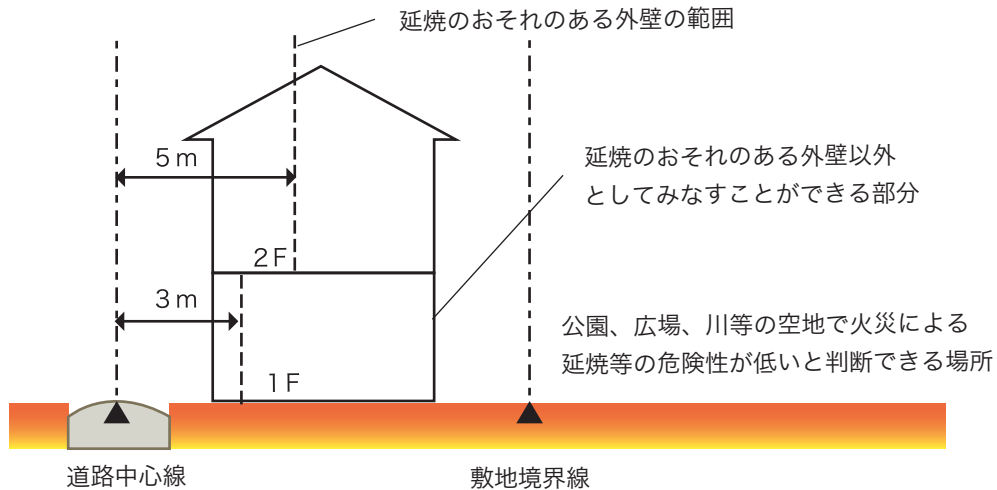 延焼のおそれのある外壁の範囲
5m
延焼のおそれのある外壁以外
としてみなすことができる部分
2F
3m
公園、広場、川等の空地で火災による
延焼等の危険性が低いと判断できる場所
1F
道路中心線
敷地境界線